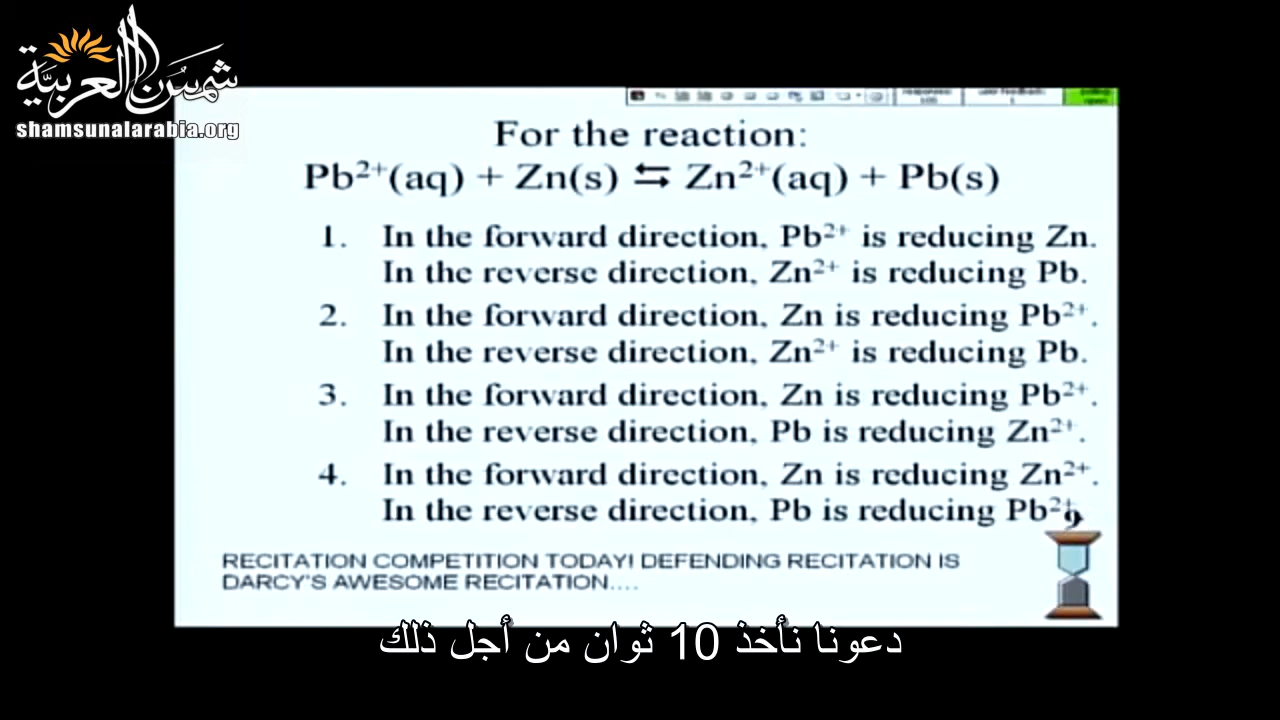 شمسُن العربيّة
shamsunalarabia.org
For the reaction:
Pb²⁺(aq) + Zn(s) ⇆ Zn²⁺(aq) + Pb(s)
1. In the forward direction, Pb²⁺ is reducing Zn.
In the reverse direction, Zn²⁺ is reducing Pb.
2. In the forward direction, Zn is reducing Pb²⁺.
In the reverse direction, Zn²⁺ is reducing Pb.
3. In the forward direction, Zn is reducing Pb²⁺.
In the reverse direction, Pb is reducing Zn²⁺.
4. In the forward direction, Zn is reducing Zn²⁺.
In the reverse direction, Pb is reducing Pb²⁺
9
RECITATION COMPETITION TODAY! DEFENDING RECITATION IS
DARCY'S AWESOME RECITATION....
دعونا نأخذ 10 ثوان من أجل ذلك